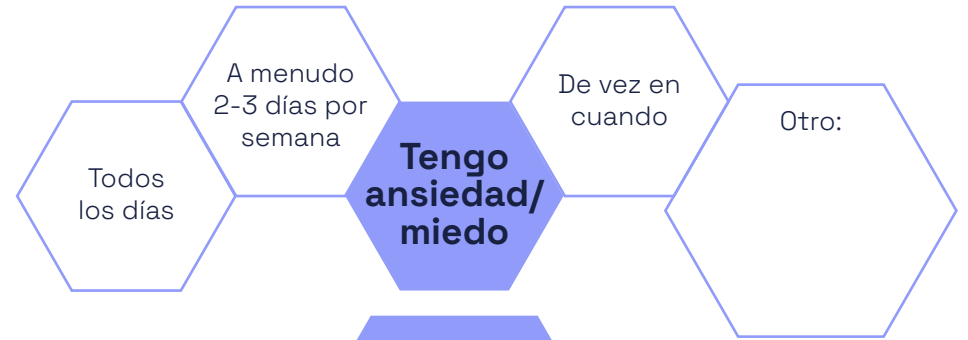 Todos
los días
A menudo
2-3 días por
semana
Tengo
ansiedad/
miedo
De vez en
cuando
Otro: